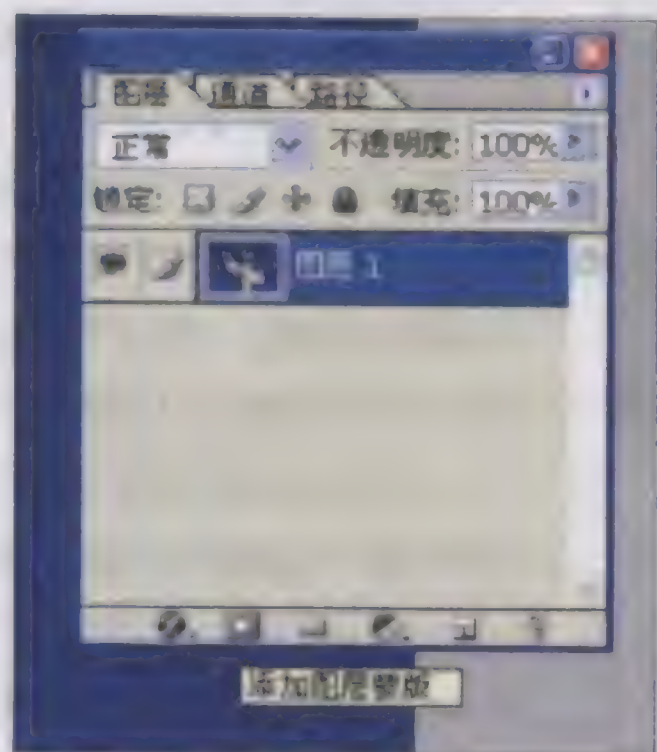 图层 通道 路径
正常 不透明度: 100%
锁定: 填充: 100%
图层 1
添加图层蒙版